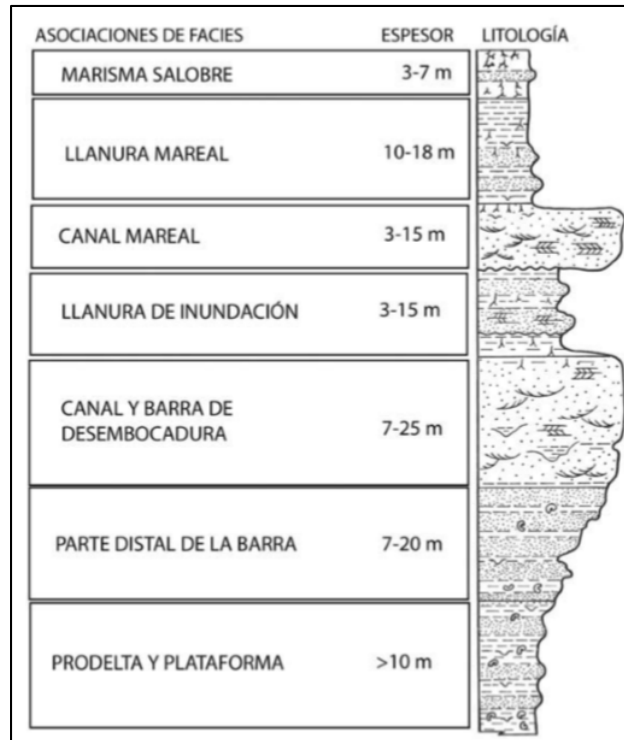 ASOCIACIONES DE FACIES ESPESOR LITOLOGÍA
MARISMA SALOBRE 3-7 m
LLANURA MAREAL 10-18 m
CANAL MAREAL 3-15 m
LLANURA DE INUNDACIÓN 3-15 m
CANAL Y BARRA DE
DESEMBOCADURA 7-25 m
PARTE DISTAL DE LA BARRA 7-20 m
PRODELTA Y PLATAFORMA >10 m